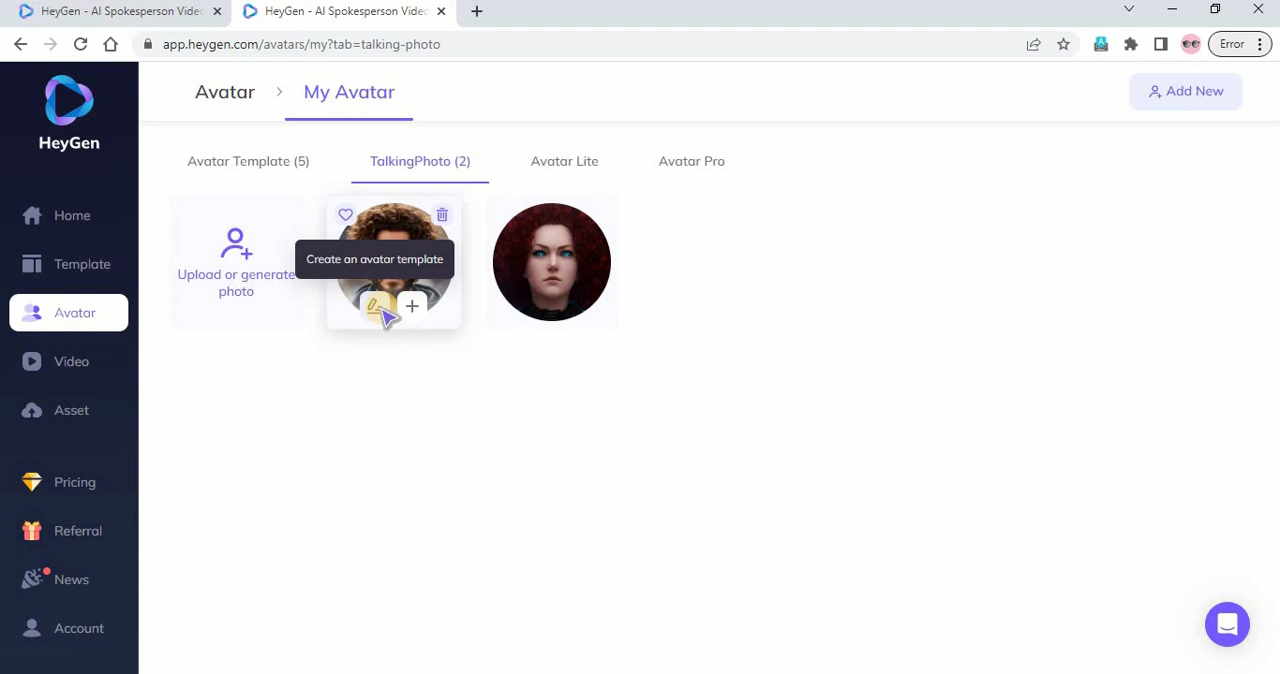 HeyGen - AI Spokesperson Video
HeyGen - AI Spokesperson Video
app.heygen.com/avatars/my?tab=talking-photo
Error
HeyGen
Home
Template
Avatar
Video
Asset
Pricing
Referral
News
Account
Avatar
My Avatar
Add New
Avatar Template (5)
TalkingPhoto (2)
Avatar Lite
Avatar Pro
Upload or generate
photo
Create an avatar template